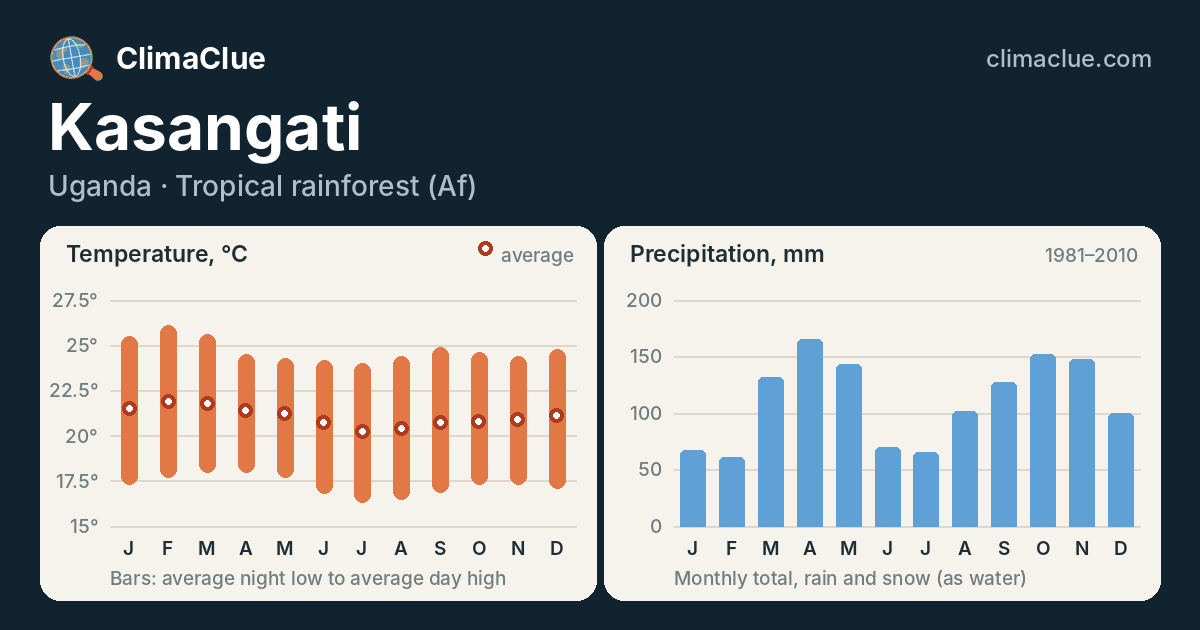 ClimaClue
climaclue.com
Kasangati
Uganda · Tropical rainforest (Af)
Temperature, °C
average
27.5°
25°
22.5°
20°
17.5°
15°
J F M A M J J A S O N D
Bars: average night low to average day high
Precipitation, mm
1981–2010
200
150
100
50
0
J F M A M J J A S O N D
Monthly total, rain and snow (as water)